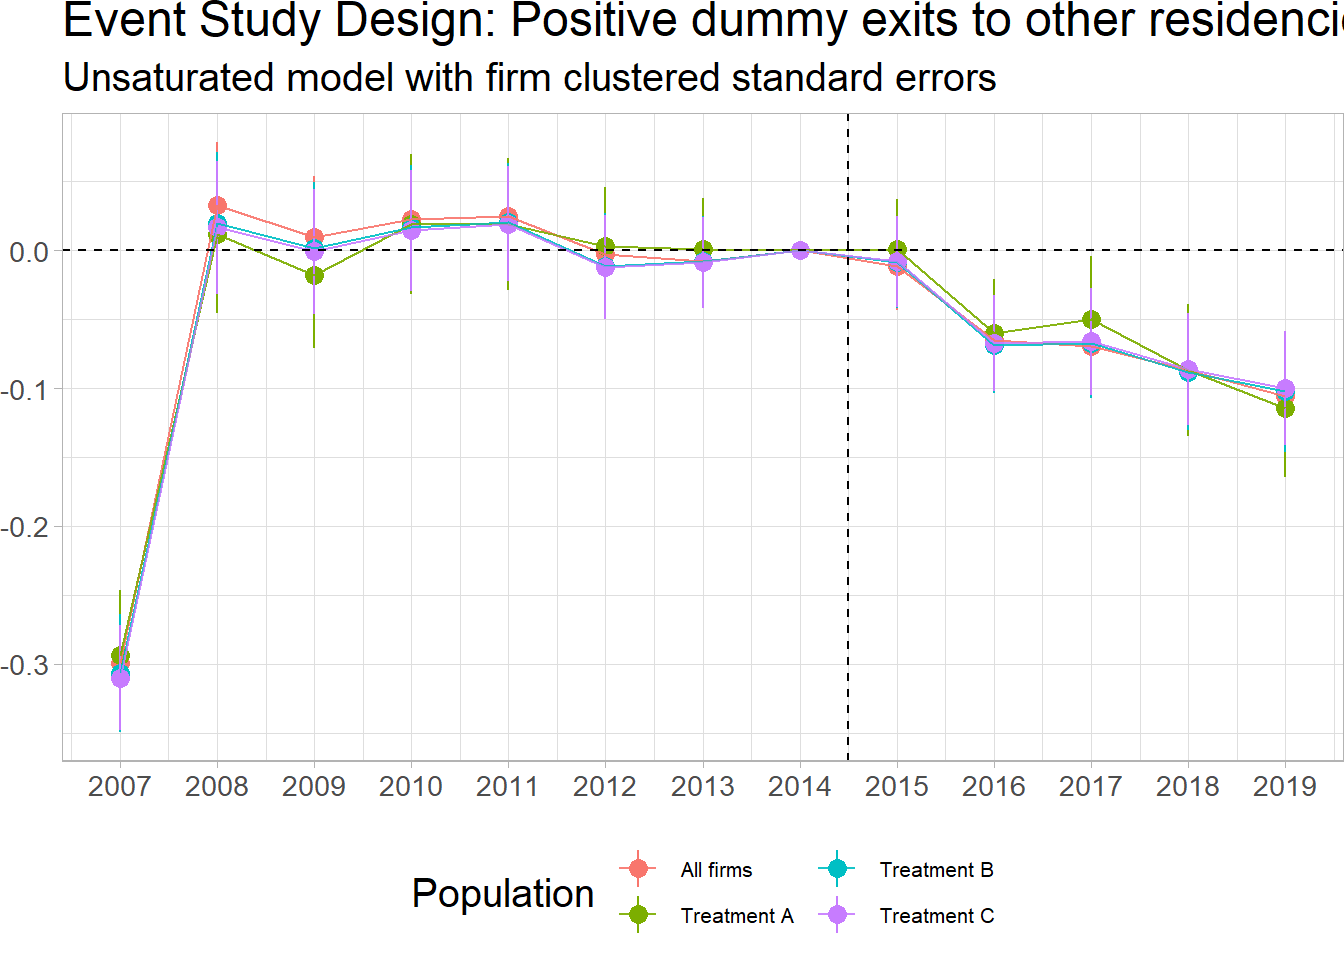 Event Study Design: Positive dummy exits to other
Unsaturated model with firm clustered standard errors
0.0
-0.1
-0.2
-0.3
2007 2008 2009 2010 2011 2012 2013 2014 2015 2016 2017 2018 2019
Population
All firms
Treatment A
Treatment B
Treatment C